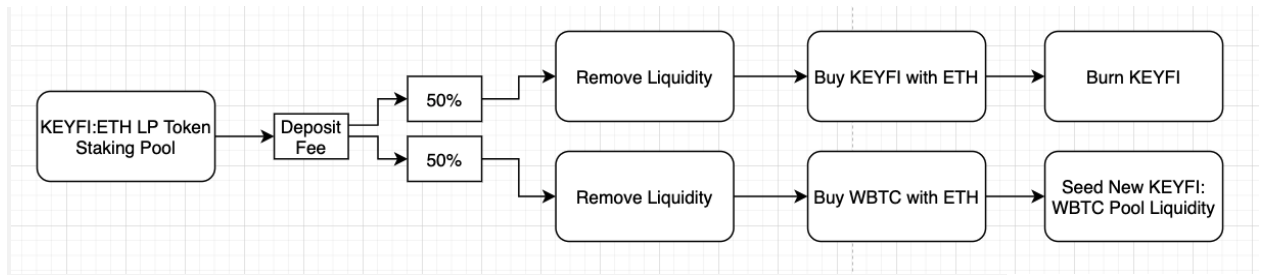 KEYFI:ETH LP Token
Staking Pool
Deposit
Fee
50%
Remove Liquidity
Buy KEYFI with ETH
Burn KEYFI
50%
Remove Liquidity
Buy WBTC with ETH
Seed New KEYFI:
WBTC Pool Liquidity